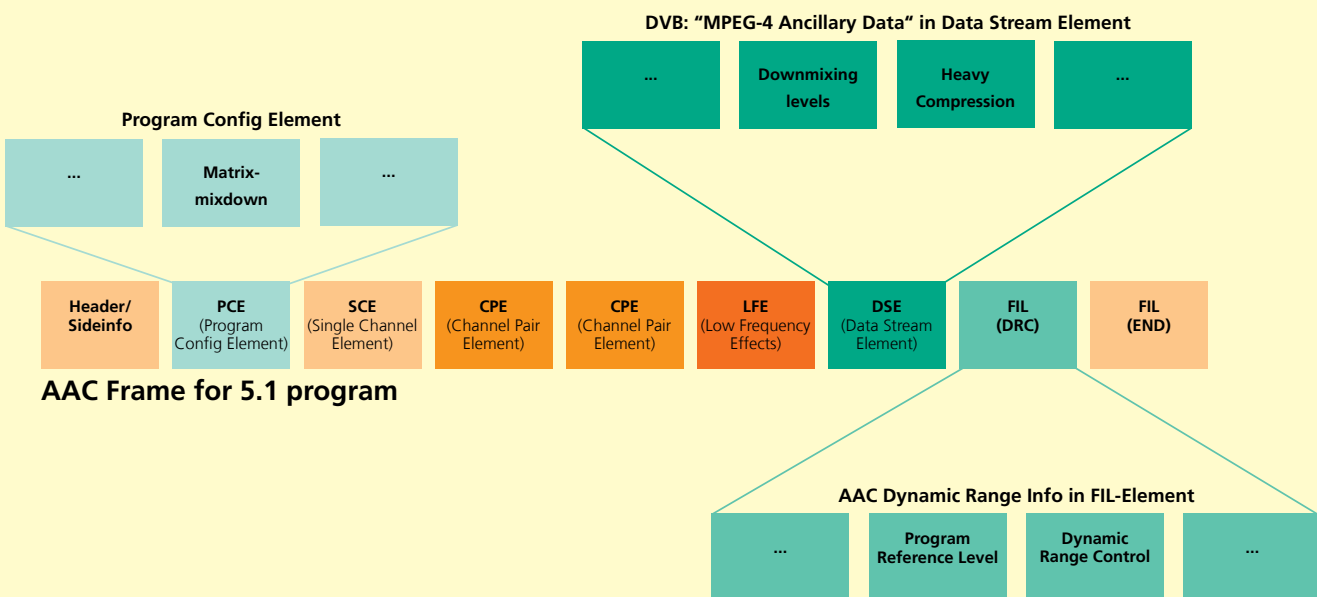 DVB: “MPEG-4 Ancillary Data“ in Data Stream Element
...
Downmixing
levels
Heavy
Compression
...
Program Config Element
...
Matrix-
mixdown
...
Header/
Sideinfo
PCE
(Program
Config Element)
SCE
(Single Channel
Element)
CPE
(Channel Pair
Element)
CPE
(Channel Pair
Element)
LFE
(Low Frequency
Effects)
DSE
(Data Stream
Element)
FIL
(DRC)
FIL
(END)
AAC Frame for 5.1 program
AAC Dynamic Range Info in FIL-Element
...
Program
Reference Level
Dynamic
Range Control
...